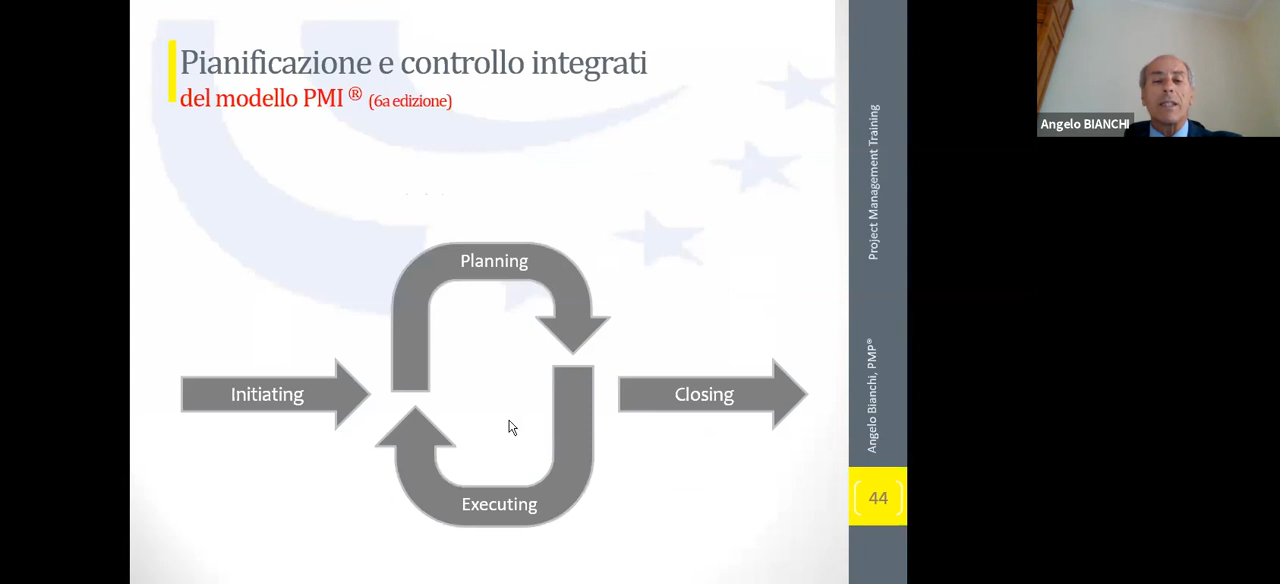 Pianificazione e controllo integrati
del modello PMI ® (6a edizione)
Planning
Initiating
Closing
Executing
Project Management Training
Angelo Bianchi, PMP®
44
Angelo BIANCHI